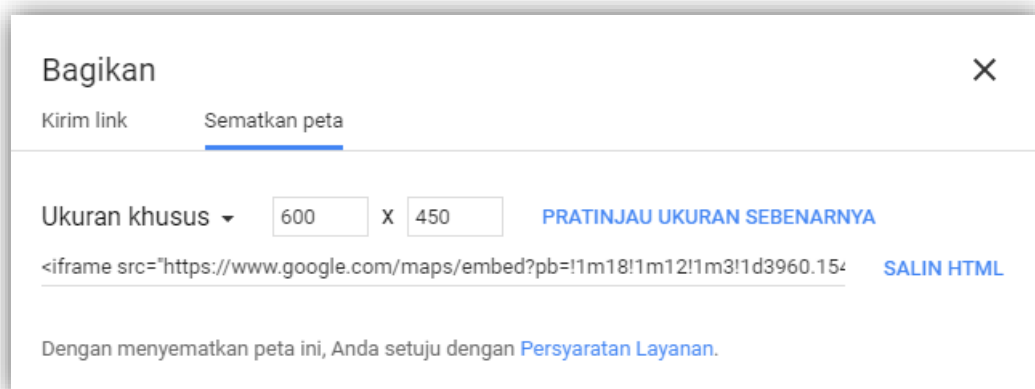 Bagikan
Kirim link Sematkan peta
Ukuran khusus 600 X 450 PRATINJAU UKURAN SEBENARNYA
<iframe src="https://www.google.com/maps/embed?pb=!1m18!1m12!1m3!1d3960.154 SALIN HTML
Dengan menyematkan peta ini, Anda setuju dengan Persyaratan Layanan.